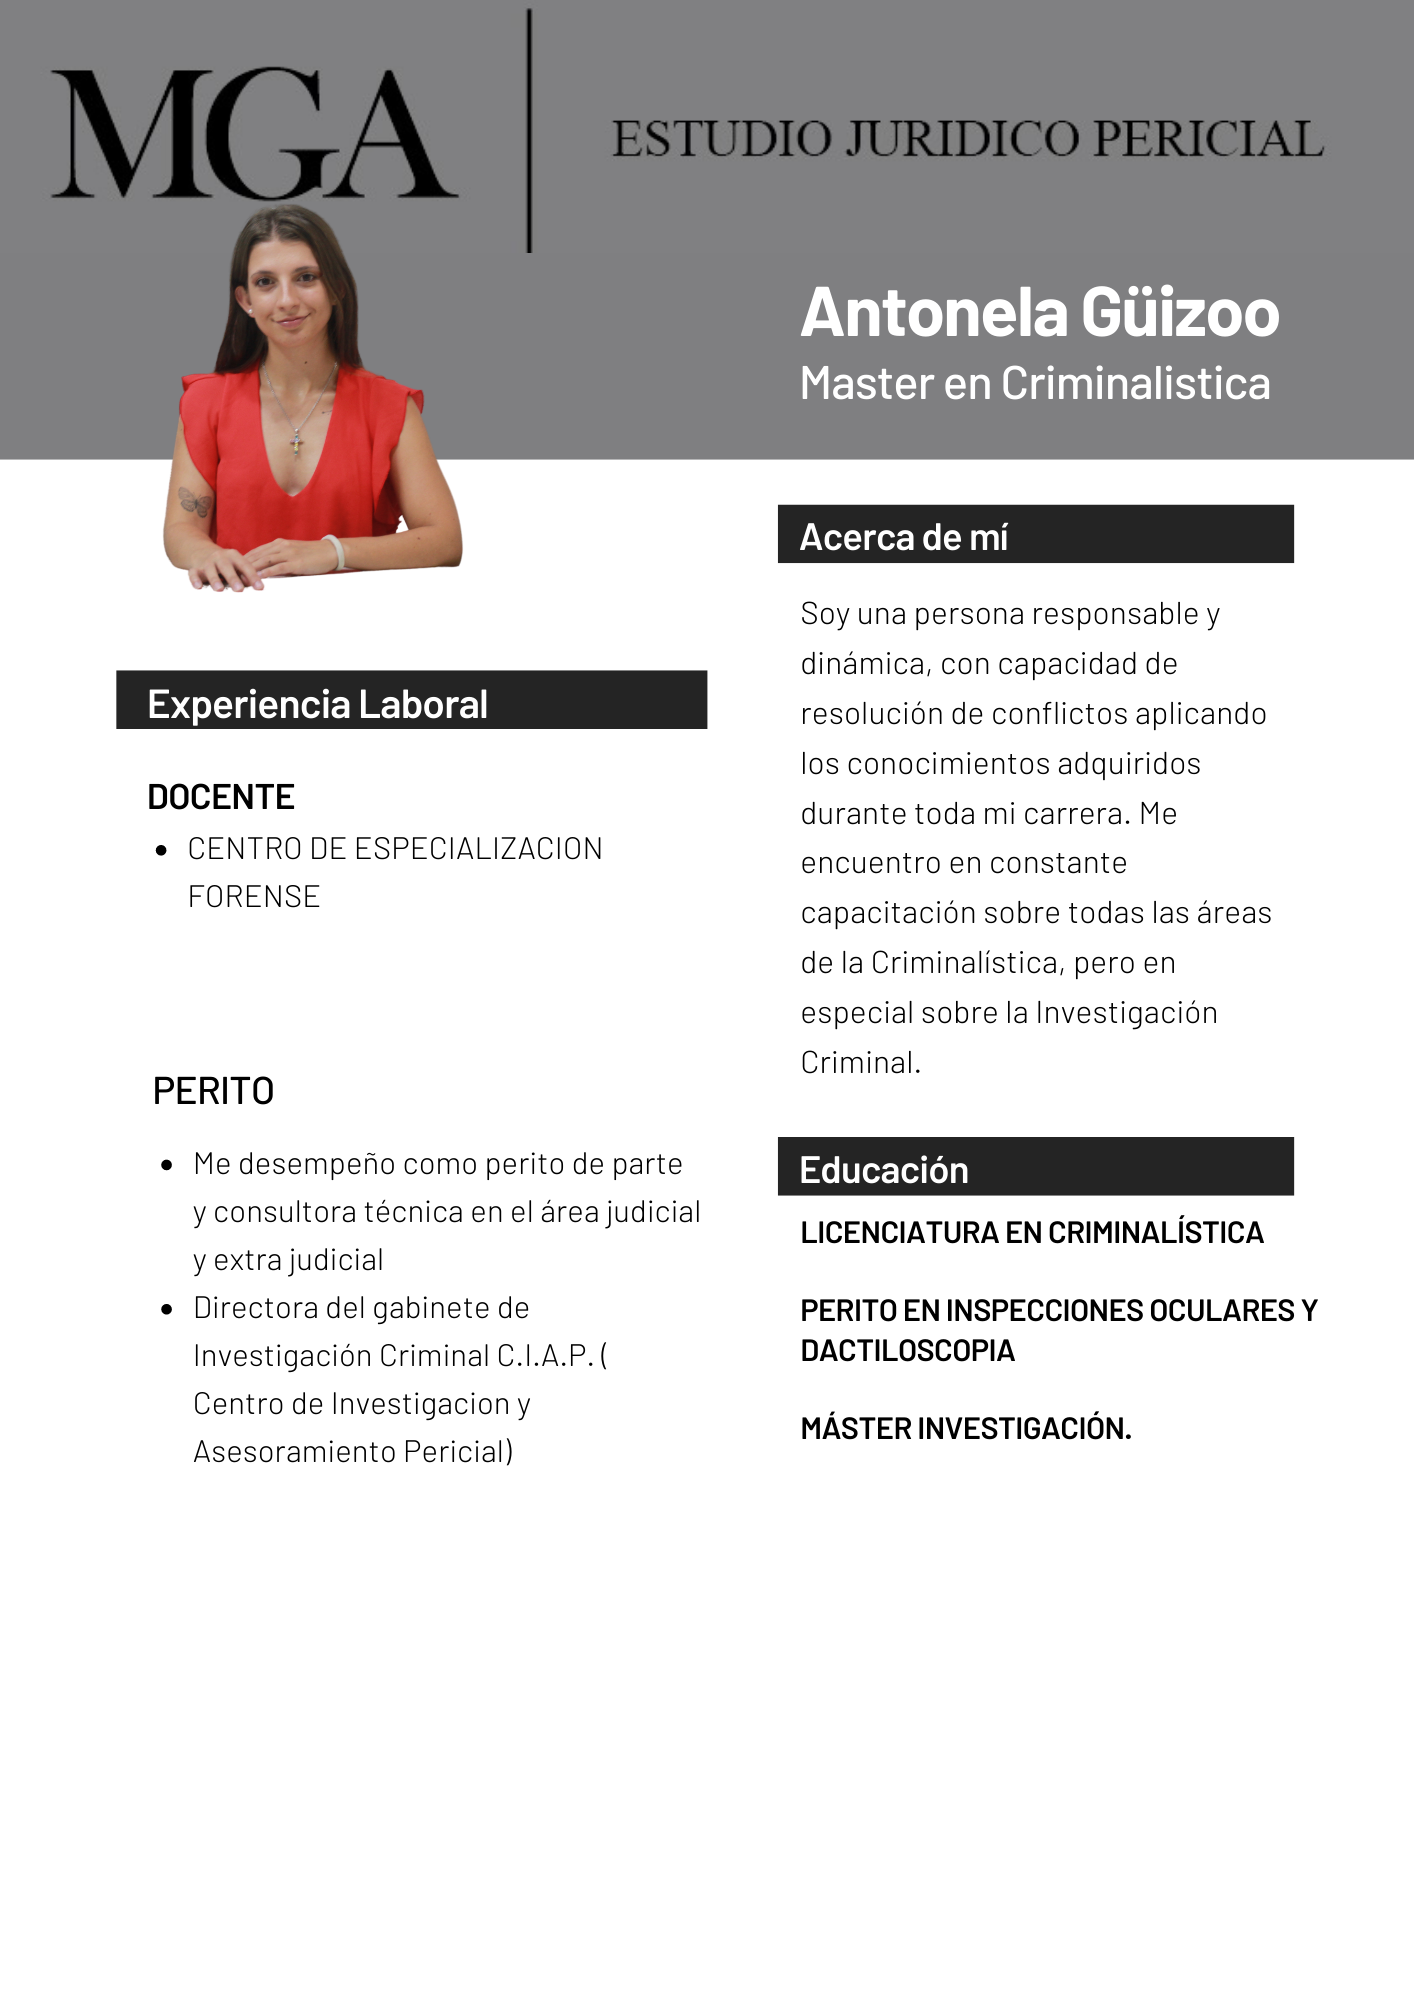 MGA
ESTUDIO JURIDICO PERICIAL
Antonela Güizoo
Master en Criminalistica
Experiencia Laboral
DOCENTE
• CENTRO DE ESPECIALIZACION
FORENSE
PERITO
• Me desempeño como perito de parte
y consultora técnica en el área judicial
y extra judicial
• Directora del gabinete de
Investigación Criminal C.I.A.P. (
Centro de Investigacion y
Asesoramiento Pericial)
Acerca de mí
Soy una persona responsable y
dinámica, con capacidad de
resolución de conflictos aplicando
los conocimientos adquiridos
durante toda mi carrera. Me
encuentro en constante
capacitación sobre todas las áreas
de la Criminalística, pero en
especial sobre la Investigación
Criminal.
Educación
LICENCIATURA EN CRIMINALÍSTICA
PERITO EN INSPECCIONES OCULARES Y
DACTILOSCOPIA
MÁSTER INVESTIGACIÓN.